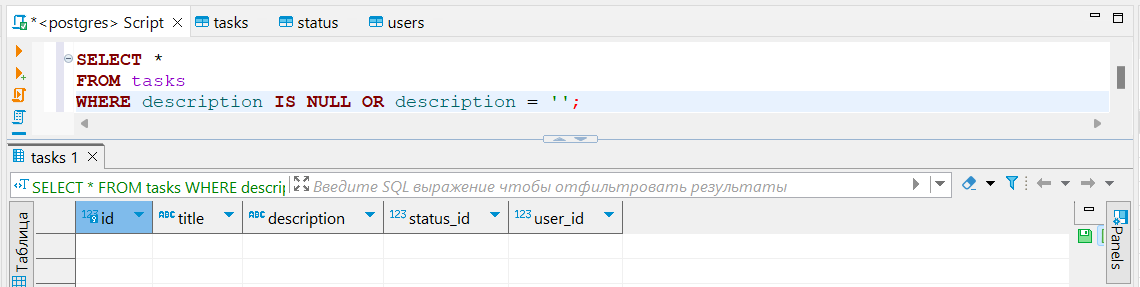 *<postgres> Script
tasks
status
users
SELECT *
FROM tasks
WHERE description IS NULL OR description = '';
tasks 1
SELECT * FROM tasks WHERE descrip
Введите SQL выражение чтобы отфильтровать результаты
Таблица
123 id
ABC title
ABC description
123 status_id
123 user_id
Panels